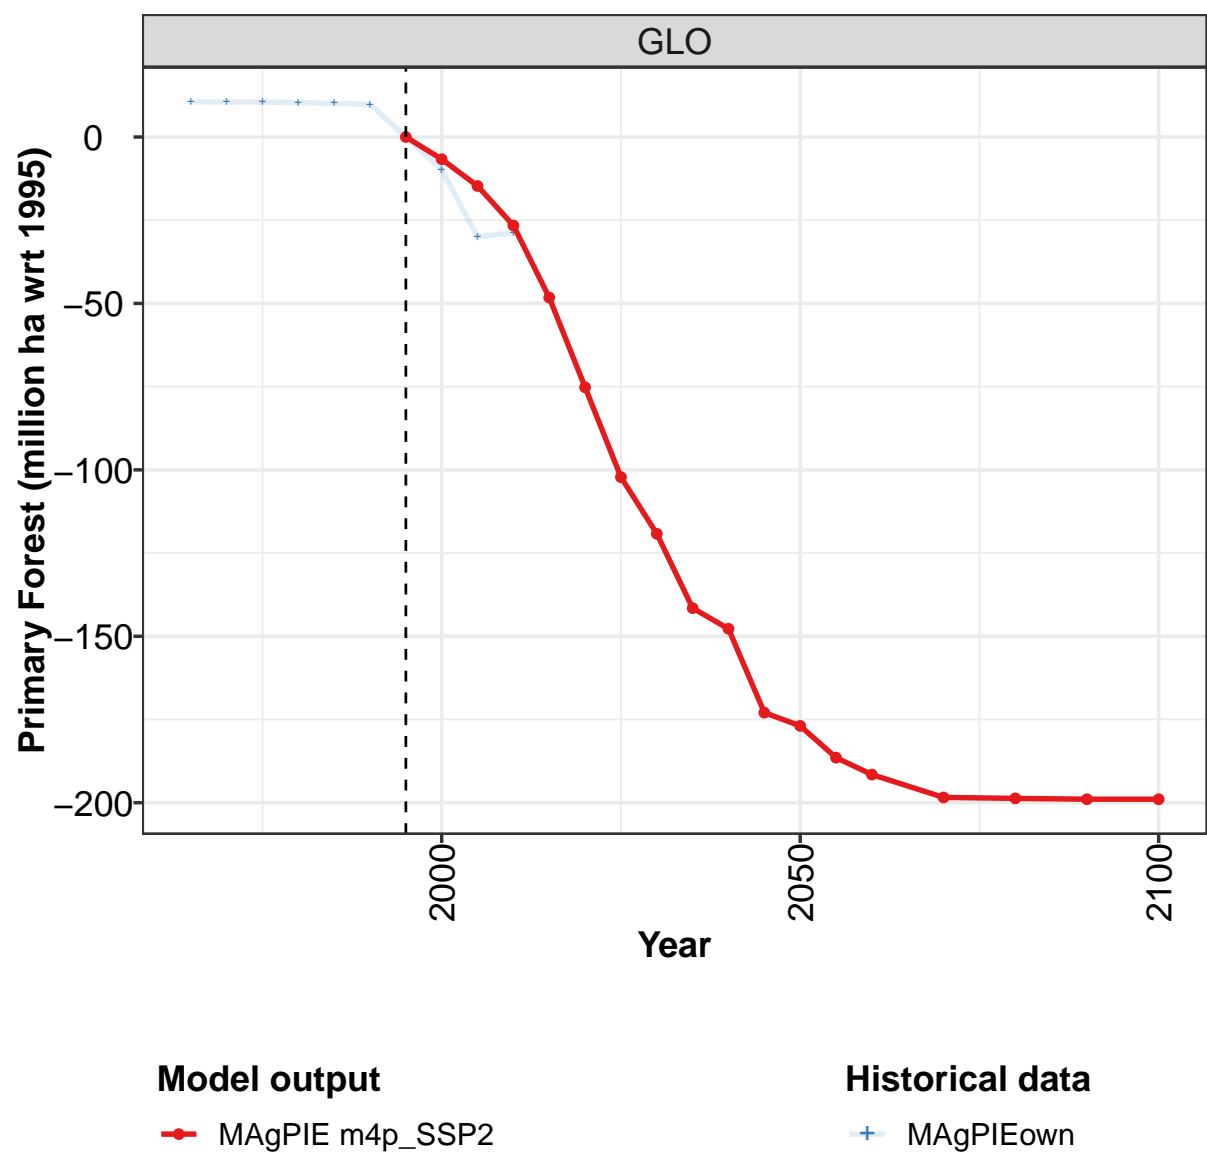 GLO
Primary Forest (million ha wrt 1995)
0
−50
−100
−150
−200
2000
2050
2100
Year
Model output
MAgPIE m4p_SSP2
Historical data
MAgPIEown